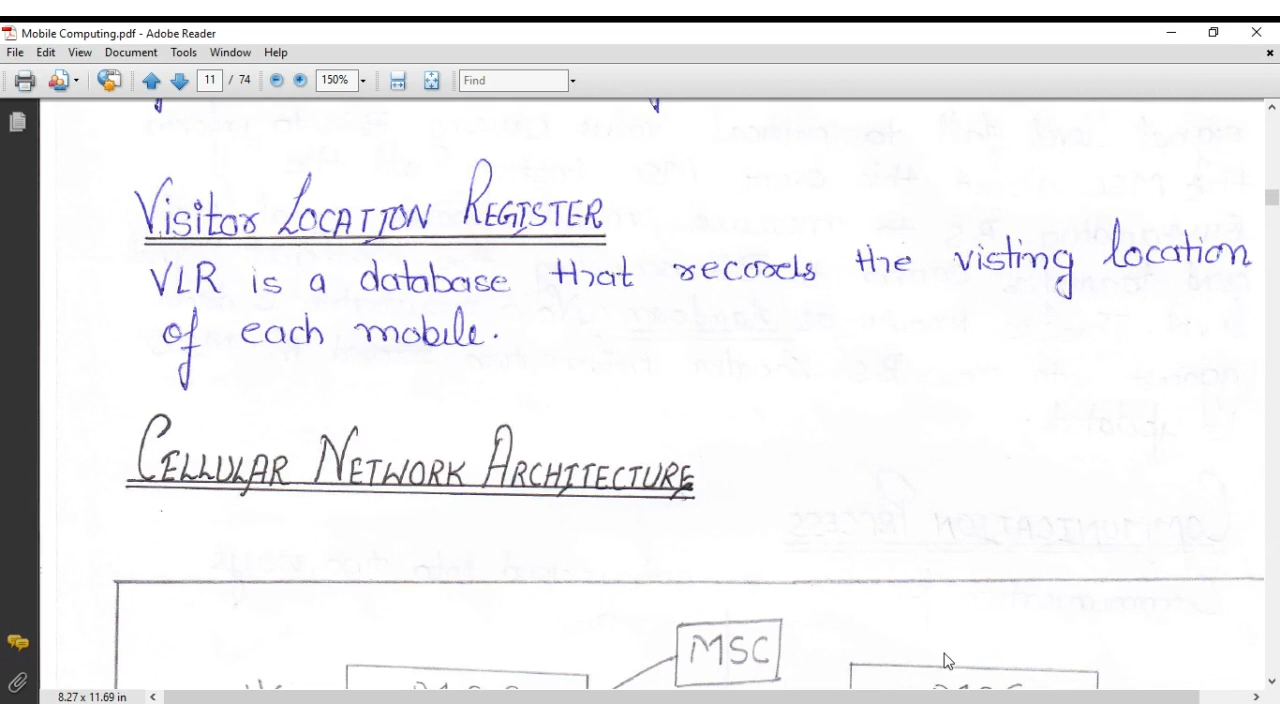 Mobile Computing.pdf - Adobe Reader
File Edit View Document Tools Window Help
11 / 74 150% Find
VISITOR LOCATION REGISTER
VLR is a database that records the visting location
of each mobile.
CELLULAR NETWORK ARCHITECTURE
MSC
8.27 x 11.69 in